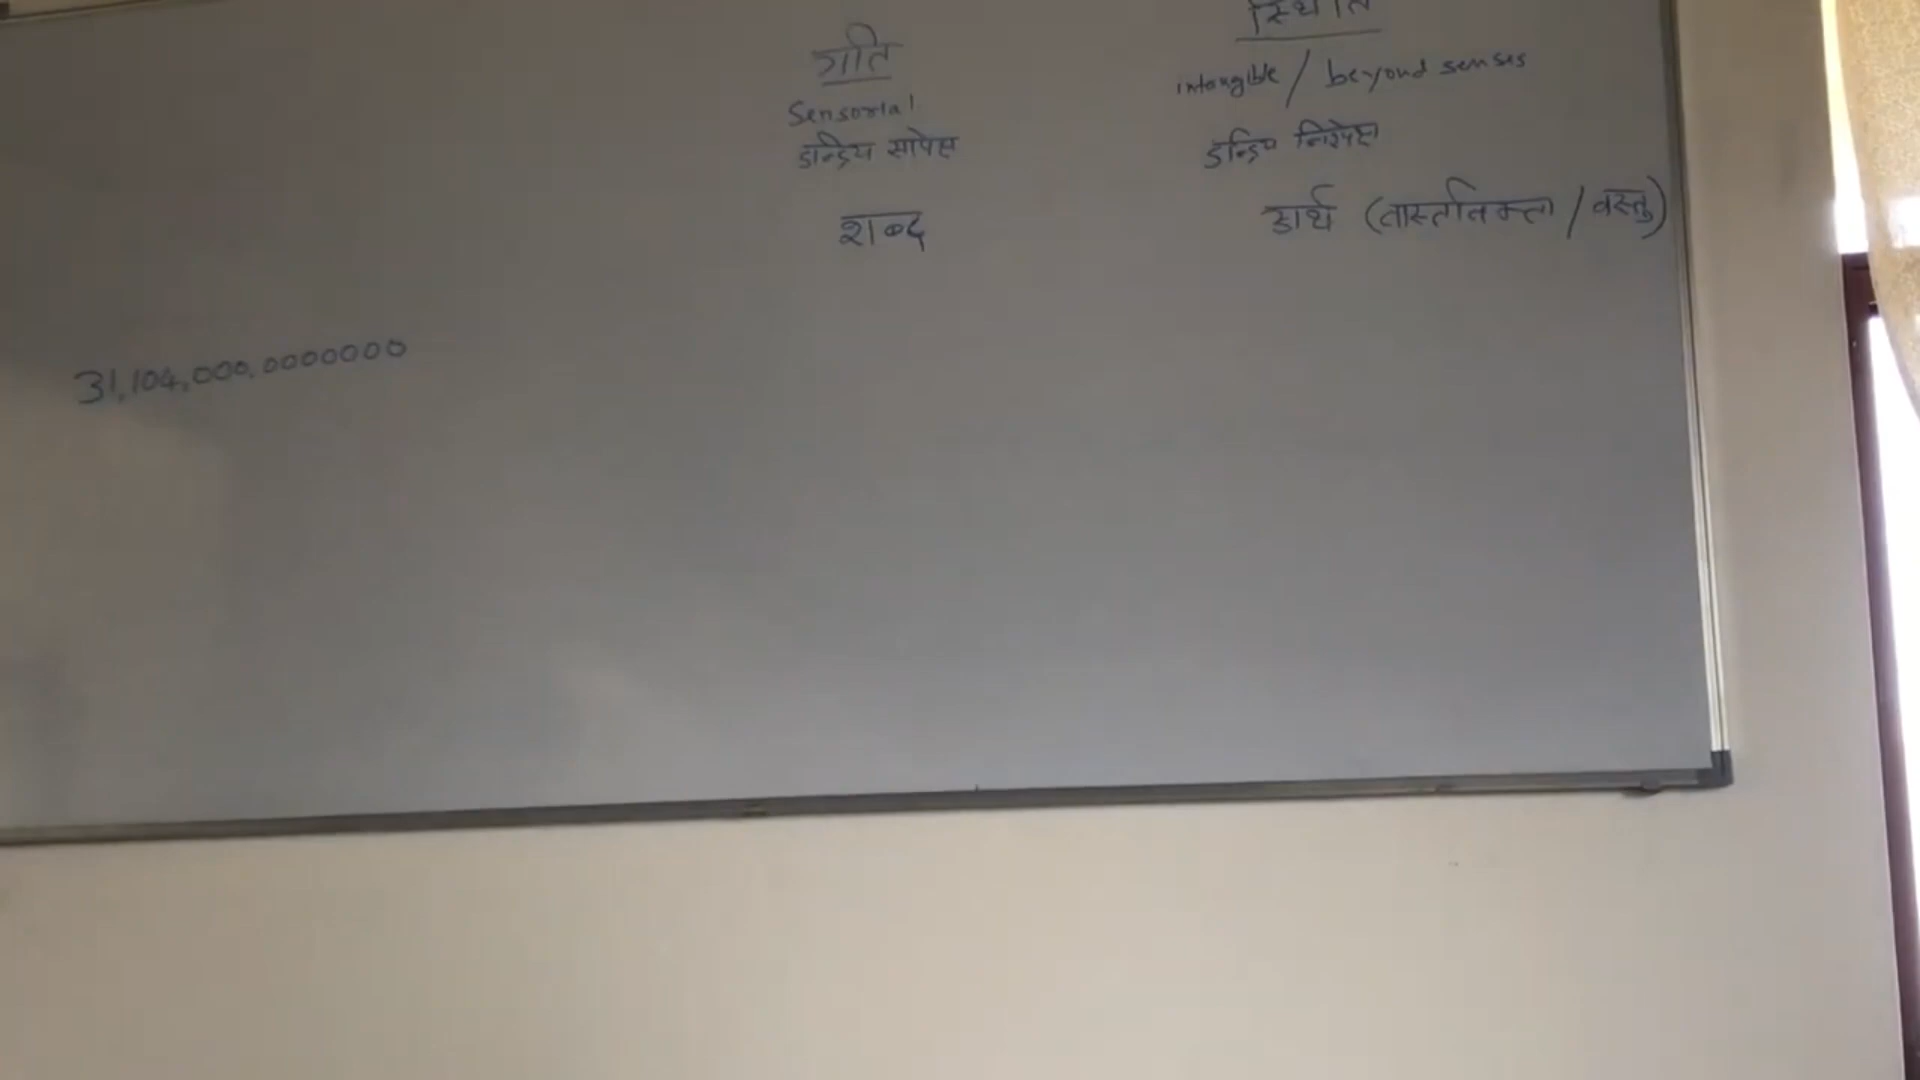 गति
Sensorial
इन्द्रिय सापेक्ष
शब्द
स्थिति
intangible / beyond senses
इन्द्रिय निरपेक्ष
अर्थ (वास्तविकता / वस्तु)
31,104,000.0000000